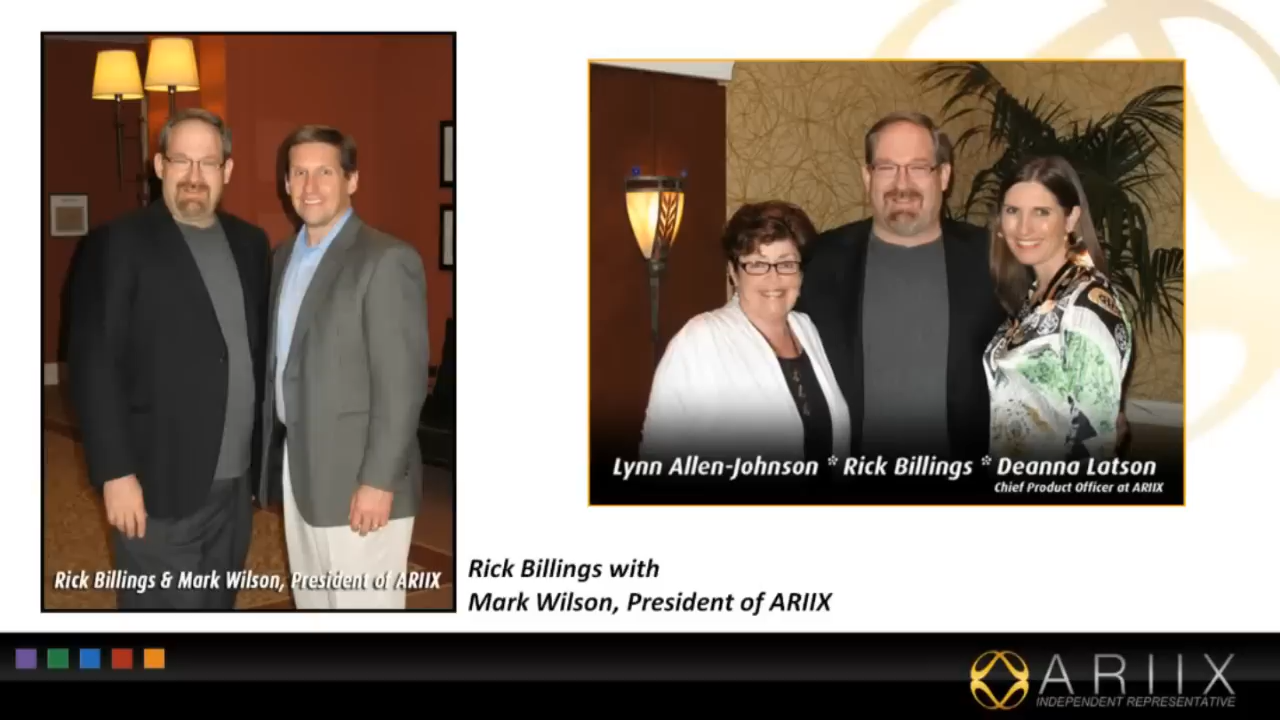 Lynn Allen-Johnson * Rick Billings * Deanna Latson
Chief Product Officer at ARIIX
Rick Billings & Mark Wilson, President of ARIIX
Rick Billings with
Mark Wilson, President of ARIIX
ARIIX
INDEPENDENT REPRESENTATIVE